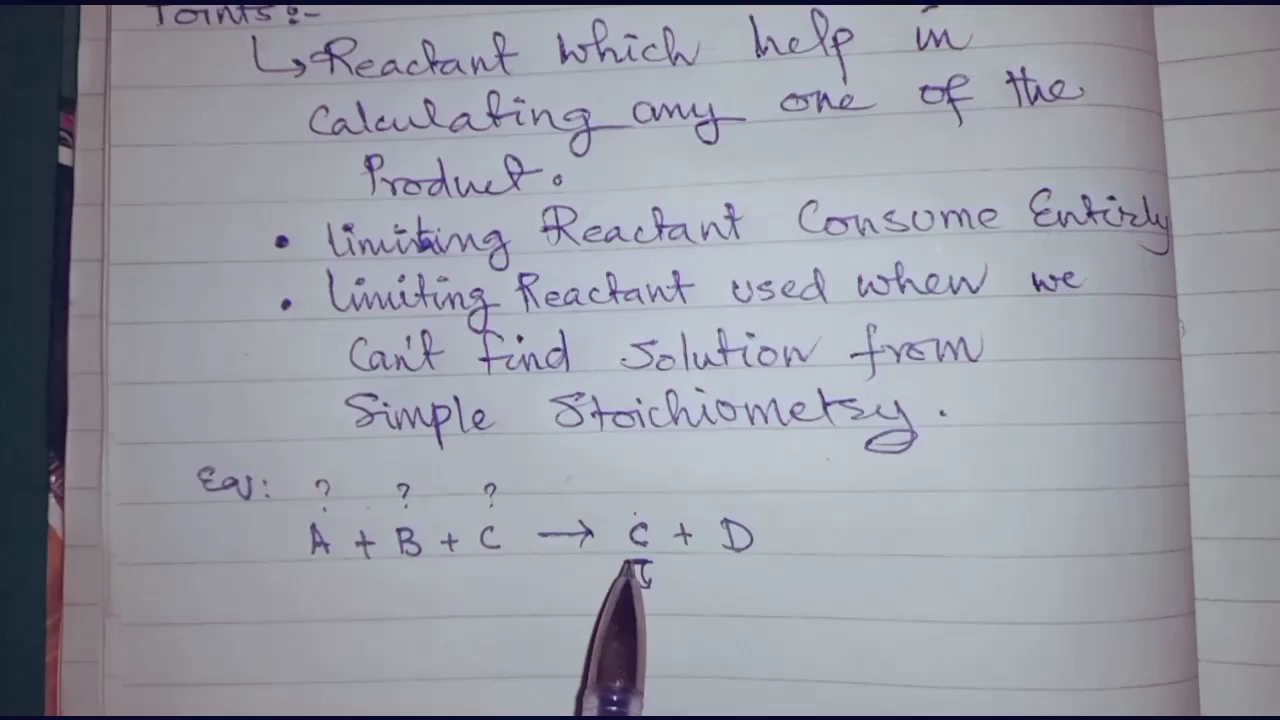 Points:-
↳ Reactant which help in
Calculating any one of the
Product.
• limiting Reactant Consume Entirly
• limiting Reactant used when we
Can't find Solution from
Simple Stoichiometry.
Eq: ? ? ?
A + B + C → C + D